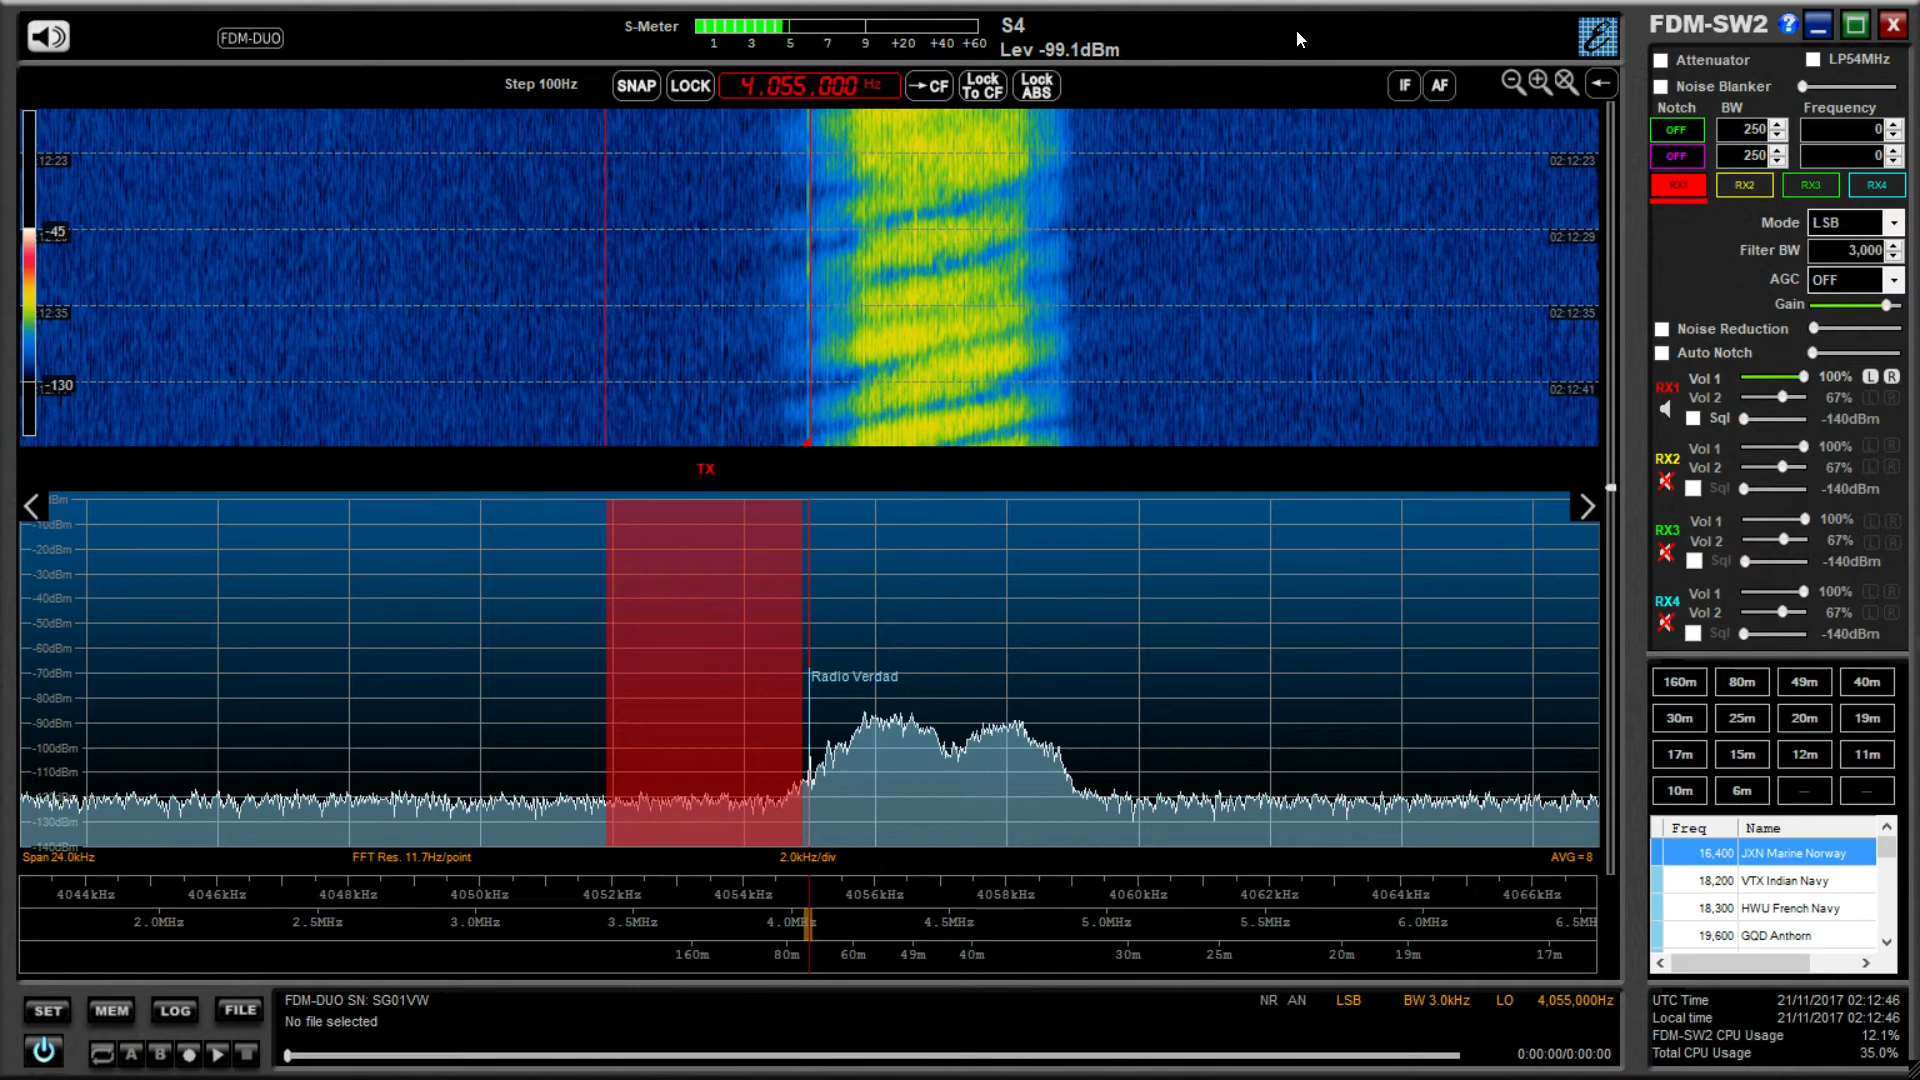 FDM-DUO
S-Meter
1 3 5 7 9 +20 +40 +60
S4
Lev -99.1dBm
Step 100Hz
SNAP
LOCK
4.055.000 Hz
→CF
Lock To CF
Lock ABS
IF
AF
12:23
02:12:23
-45
02:12:29
12:35
02:12:35
-130
02:12:41
TX
-10dBm
-20dBm
-30dBm
-40dBm
-50dBm
-60dBm
-70dBm
-80dBm
-90dBm
-100dBm
-110dBm
-120dBm
-130dBm
-140dBm
Radio Verdad
Span 24.0kHz
FFT Res. 11.7Hz/point
2.0kHz/div
AVG = 8
4044kHz 4046kHz 4048kHz 4050kHz 4052kHz 4054kHz 4056kHz 4058kHz 4060kHz 4062kHz 4064kHz 4066kHz
2.0MHz 2.5MHz 3.0MHz 3.5MHz 4.0MHz 4.5MHz 5.0MHz 5.5MHz 6.0MHz 6.5MH
160m 80m 60m 49m 40m 30m 25m 20m 19m 17m
SET
MEM
LOG
FILE
A B
FDM-DUO SN: SG01VW
No file selected
NR AN LSB BW 3.0kHz LO 4,055,000Hz
0:00:00/0:00:00
FDM-SW2 ?
Attenuator
LP54MHz
Noise Blanker
Notch BW Frequency
OFF 250 0
OFF 250 0
RX1 RX2 RX3 RX4
Mode LSB
Filter BW 3,000
AGC OFF
Gain
Noise Reduction
Auto Notch
RX1
Vol 1 100% L R
Vol 2 67% L R
Sql -140dBm
RX2
Vol 1 100% L R
Vol 2 67% L R
Sql -140dBm
RX3
Vol 1 100% L R
Vol 2 67% L R
Sql -140dBm
RX4
Vol 1 100% L R
Vol 2 67% L R
Sql -140dBm
160m 80m 49m 40m
30m 25m 20m 19m
17m 15m 12m 11m
10m 6m — —
Freq Name
16,400 JXN Marine Norway
18,200 VTX Indian Navy
18,300 HWU French Navy
19,600 GQD Anthorn
UTC Time 21/11/2017 02:12:46
Local time 21/11/2017 02:12:46
FDM-SW2 CPU Usage 12.1%
Total CPU Usage 35.0%